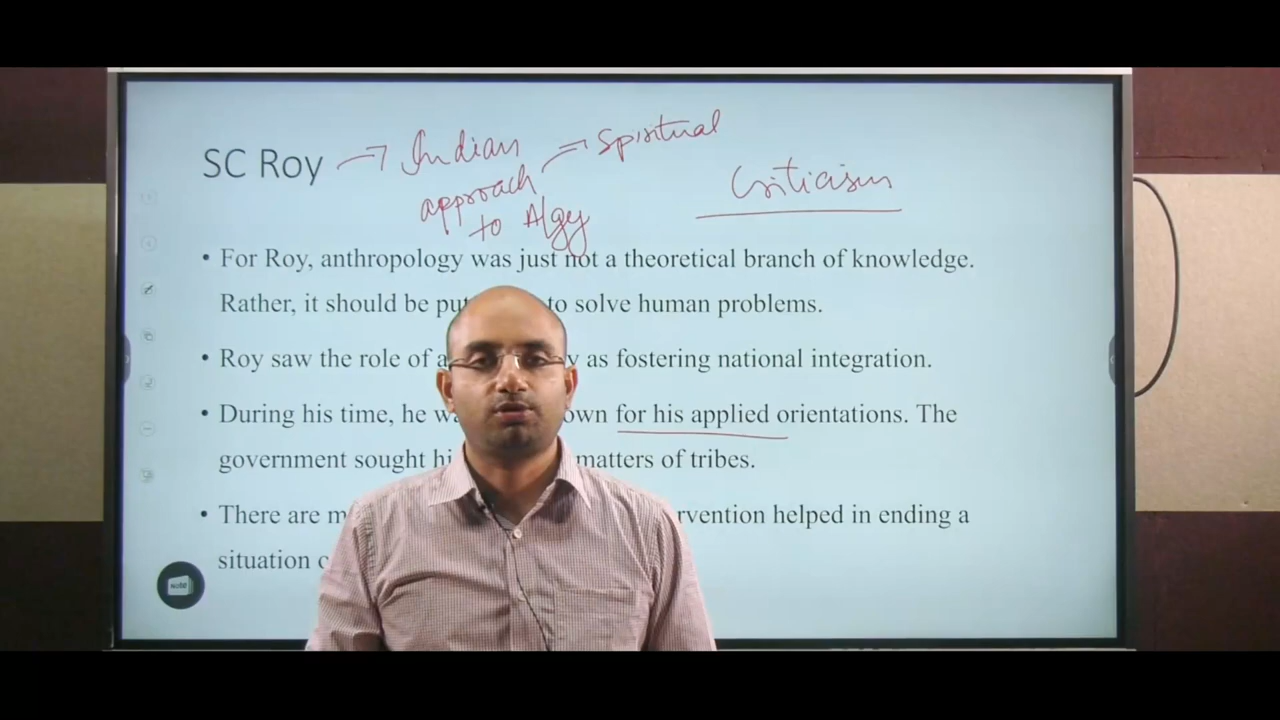 SC Roy → Indian → Spiritual
approach
to Algy
Criticism
• For Roy, anthropology was just not a theoretical branch of knowledge.
Rather, it should be put to solve human problems.
• Roy saw the role of a y as fostering national integration.
• During his time, he wa own for his applied orientations. The
government sought hi matters of tribes.
• There are m rvention helped in ending a
situation